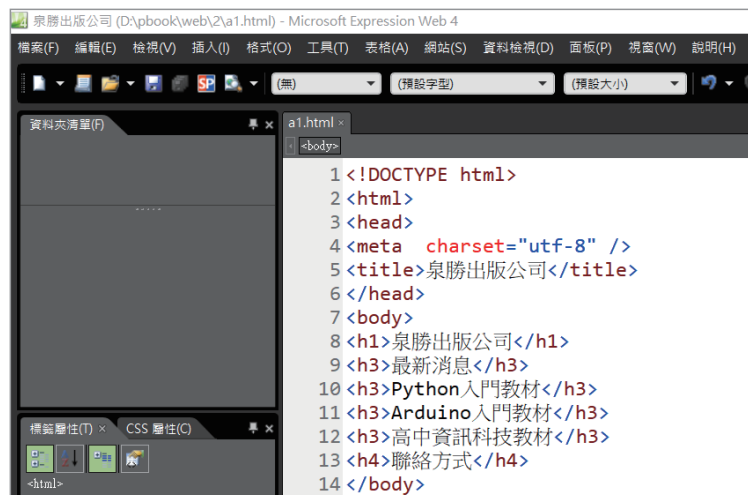 泉勝出版公司 (D:\pbook\web\2\a1.html) - Microsoft Expression Web 4
檔案(F) 編輯(E) 檢視(V) 插入(I) 格式(O) 工具(T) 表格(A) 網站(S) 資料檢視(D) 面板(P) 視窗(W) 說明(H)
SP (無) (預設字型) (預設大小)
資料夾清單(F)
a1.html ×
<body>
1 <!DOCTYPE html>
2 <html>
3 <head>
4 <meta  charset="utf-8" />
5 <title>泉勝出版公司</title>
6 </head>
7 <body>
8 <h1>泉勝出版公司</h1>
9 <h3>最新消息</h3>
10 <h3>Python入門教材</h3>
11 <h3>Arduino入門教材</h3>
12 <h3>高中資訊科技教材</h3>
13 <h4>聯絡方式</h4>
14 </body>
標籤屬性(T) × CSS 屬性(C)
<html>